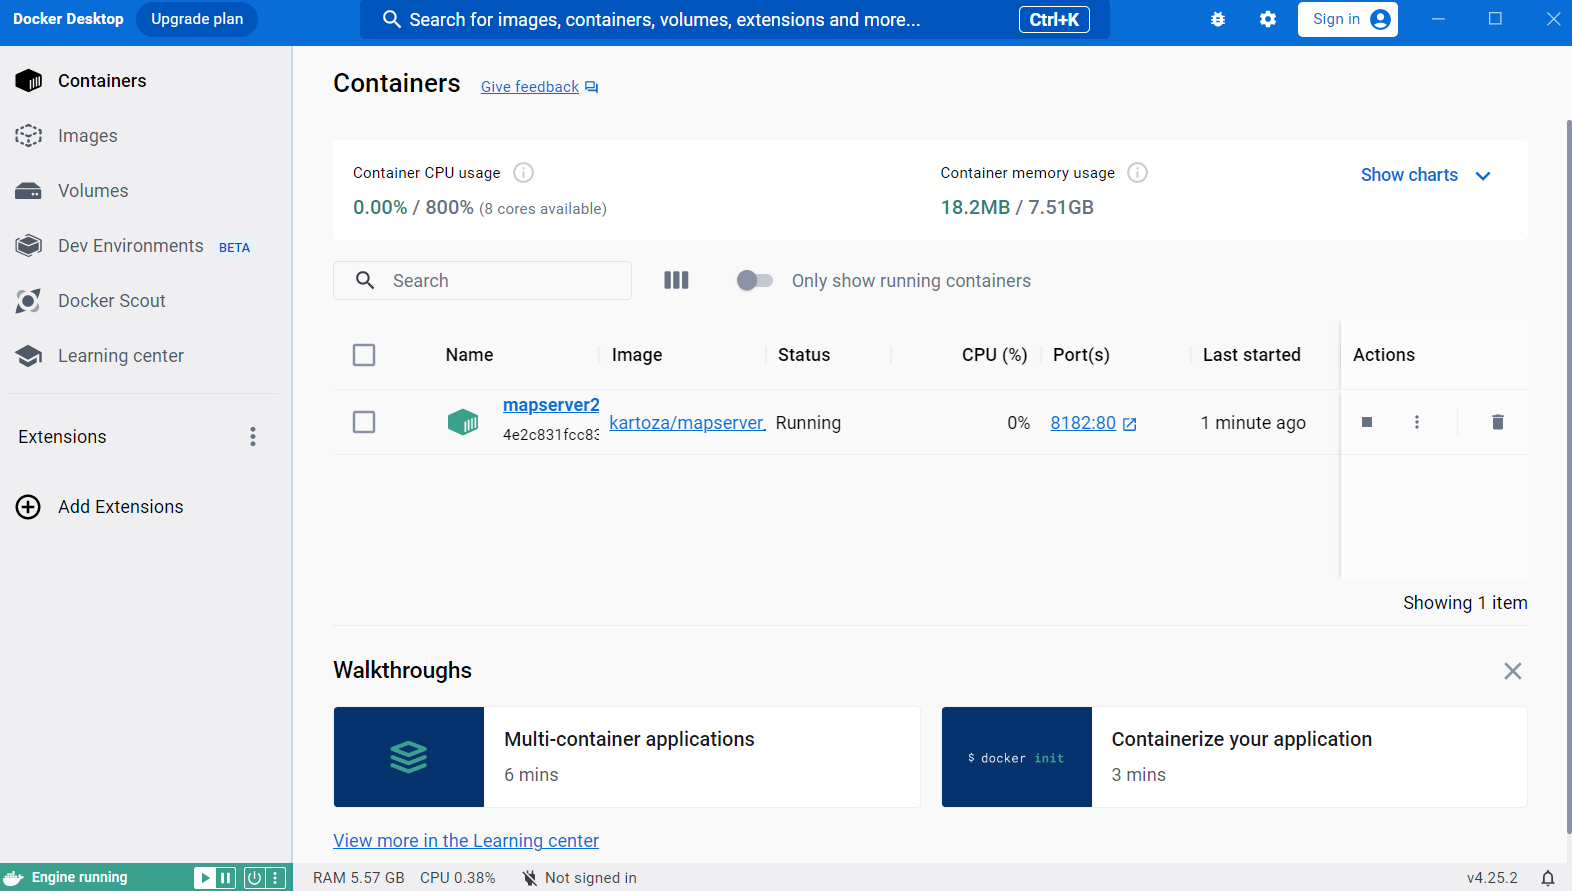 Docker Desktop Upgrade plan Search for images, containers, volumes, extensions and more... Ctrl+K Sign in
Containers
Images
Volumes
Dev Environments BETA
Docker Scout
Learning center
Extensions
Add Extensions
Containers Give feedback
Container CPU usage
0.00% / 800% (8 cores available)
Container memory usage
18.2MB / 7.51GB
Show charts
Search
Only show running containers
Name Image Status CPU (%) Port(s) Last started Actions
mapserver2
4e2c831fcc83
kartoza/mapserver Running 0% 8182:80 1 minute ago
Showing 1 item
Walkthroughs
Multi-container applications
6 mins
$ docker init
Containerize your application
3 mins
View more in the Learning center
Engine running RAM 5.57 GB CPU 0.38% Not signed in v4.25.2